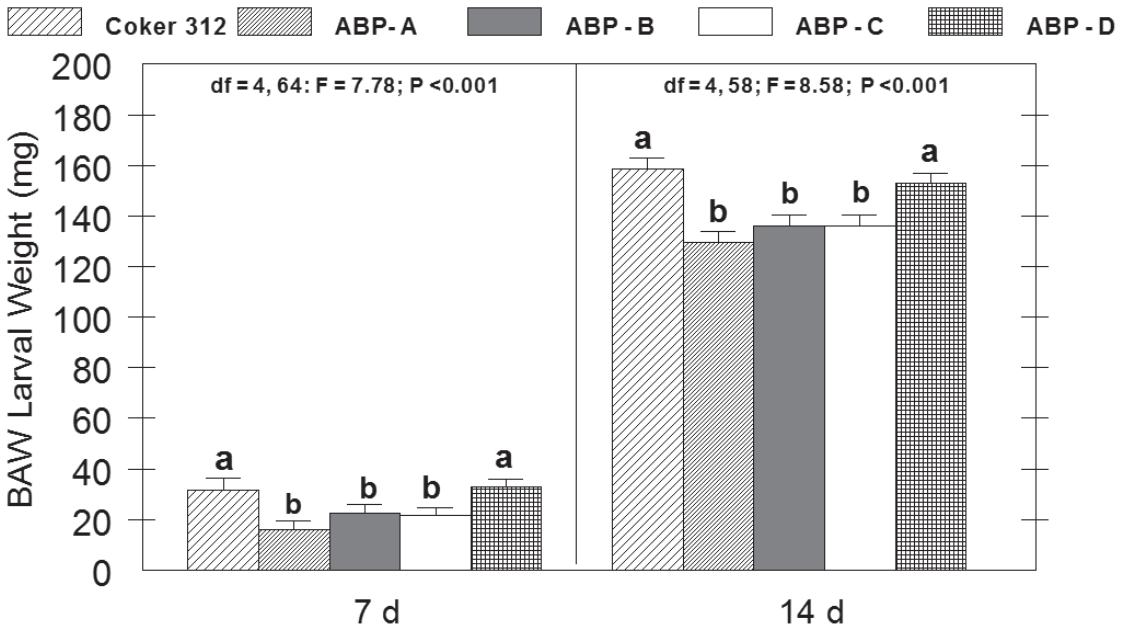 Coker 312 ABP-A ABP-B ABP-C ABP-D
200
df = 4, 64: F = 7.78; P <0.001 df = 4, 58; F = 8.58; P <0.001
180
a a
160
b b b
140
120
100
80
60
40
a b b b a
20
0
BAW Larval Weight (mg)
7 d 14 d